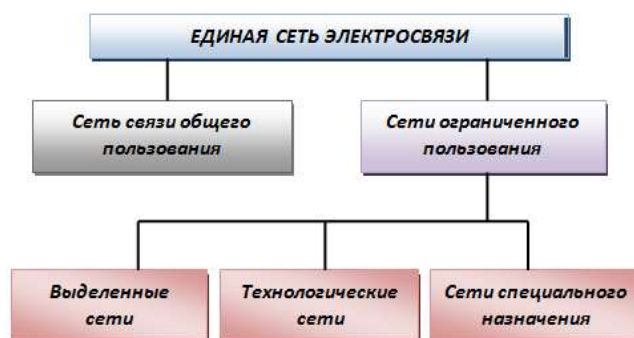 ЕДИНАЯ СЕТЬ ЭЛЕКТРОСВЯЗИ
Сеть связи общего
пользования
Сети ограниченного
пользования
Выделенные
сети
Технологические
сети
Сети специального
назначения